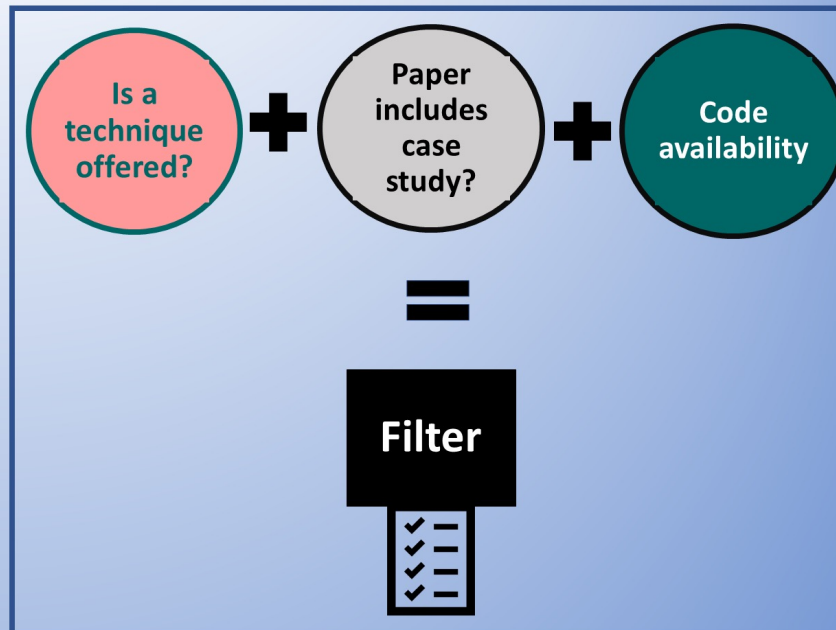 Is a
technique
offered?
Paper
includes
case
study?
Code
availability
Filter